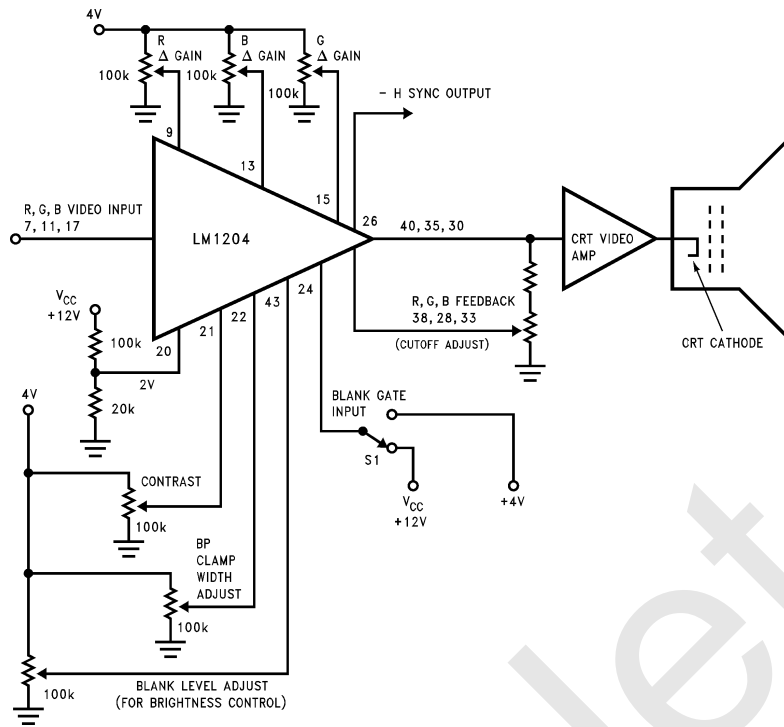 4V
R
Δ GAIN
B
Δ GAIN
G
Δ GAIN
100k
100k
100k
– H SYNC OUTPUT
9
13
15
26
R, G, B VIDEO INPUT
7, 11, 17
LM1204
40, 35, 30
CRT VIDEO
AMP
VCC
+12V
24
43
22
21
20
100k
2V
20k
R, G, B FEEDBACK
38, 28, 33
(CUTOFF ADJUST)
CRT CATHODE
4V
BLANK GATE
INPUT
S1
CONTRAST
100k
VCC
+12V
+4V
BP
CLAMP
WIDTH
ADJUST
100k
100k
BLANK LEVEL ADJUST
(FOR BRIGHTNESS CONTROL)